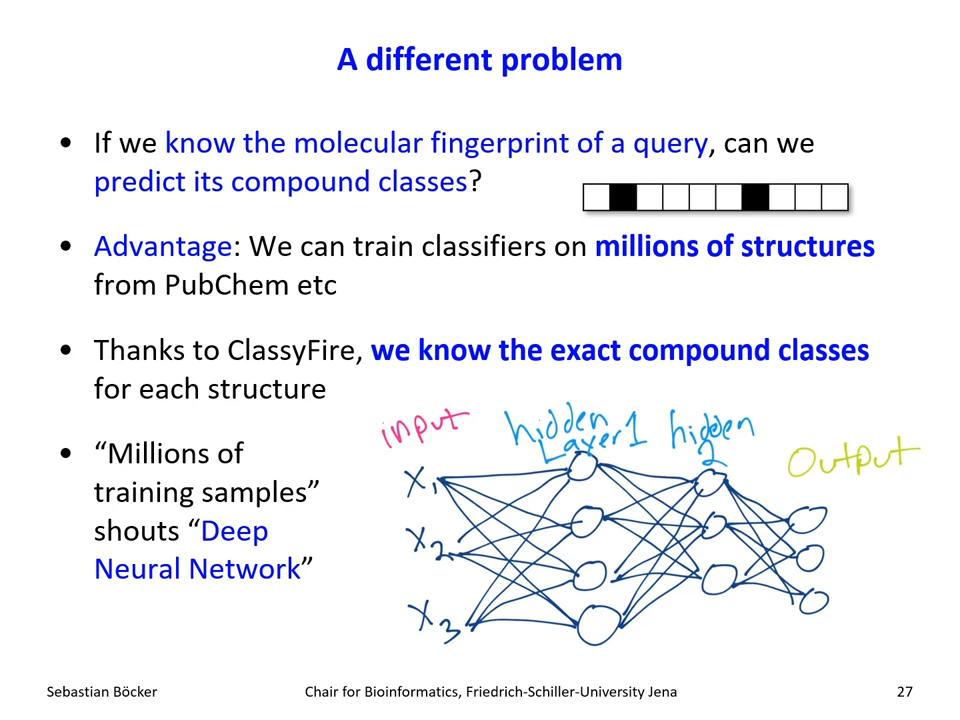 A different problem
• If we know the molecular fingerprint of a query, can we
predict its compound classes?
• Advantage: We can train classifiers on millions of structures
from PubChem etc
• Thanks to ClassyFire, we know the exact compound classes
for each structure
• “Millions of
training samples”
shouts “Deep
Neural Network”
input
hidden
Layer 1
hidden
2
Output
X1
X2
X3
Sebastian Böcker
Chair for Bioinformatics, Friedrich-Schiller-University Jena
27